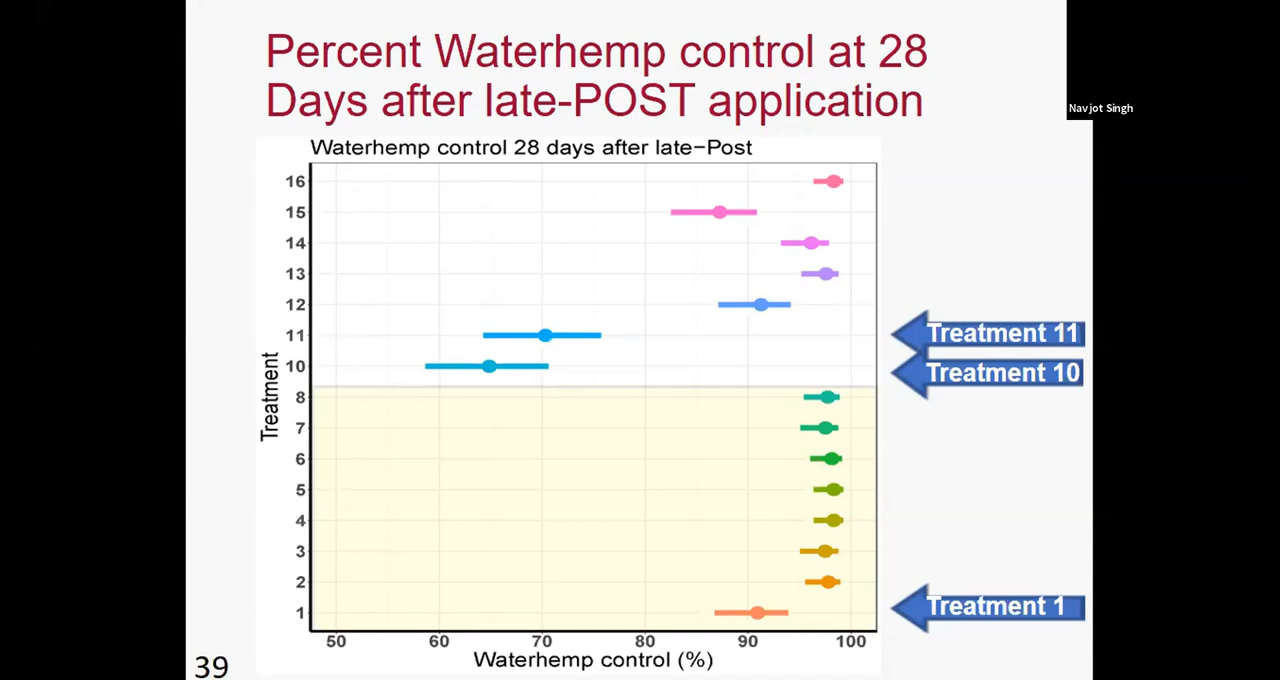 Percent Waterhemp control at 28
Days after late-POST application
Navjot Singh
Waterhemp control 28 days after late-Post
16
15
14
13
12
11
10
8
7
6
5
4
3
2
1
Treatment
50 60 70 80 90 100
Waterhemp control (%)
Treatment 11
Treatment 10
Treatment 1
39